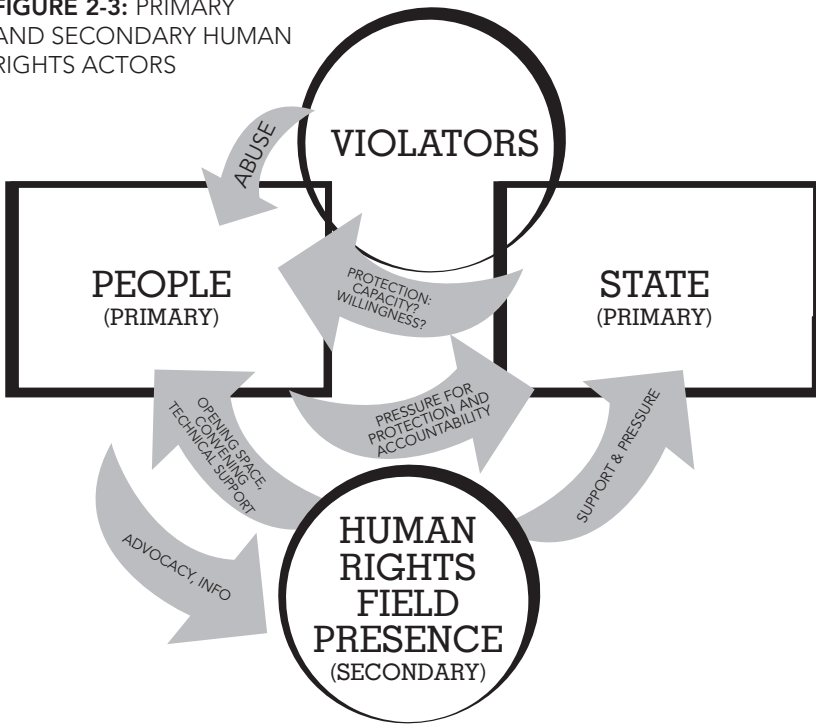 FIGURE 2-3: PRIMARY
AND SECONDARY HUMAN
RIGHTS ACTORS
VIOLATORS
ABUSE
PEOPLE
(PRIMARY)
STATE
(PRIMARY)
PROTECTION:
CAPACITY?
WILLINGNESS?
PRESSURE FOR
PROTECTION AND
ACCOUNTABILITY
OPENING SPACE,
CONVENING
TECHNICAL SUPPORT
SUPPORT & PRESSURE
ADVOCACY, INFO
HUMAN
RIGHTS
FIELD
PRESENCE
(SECONDARY)